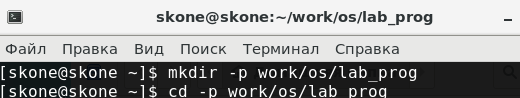 skone@skone:~/work/os/lab_prog
Файл Правка Вид Поиск Терминал Справка
[skone@skone ~]$ mkdir -p work/os/lab_prog
[skone@skone ~]$ cd -p work/os/lab_prog